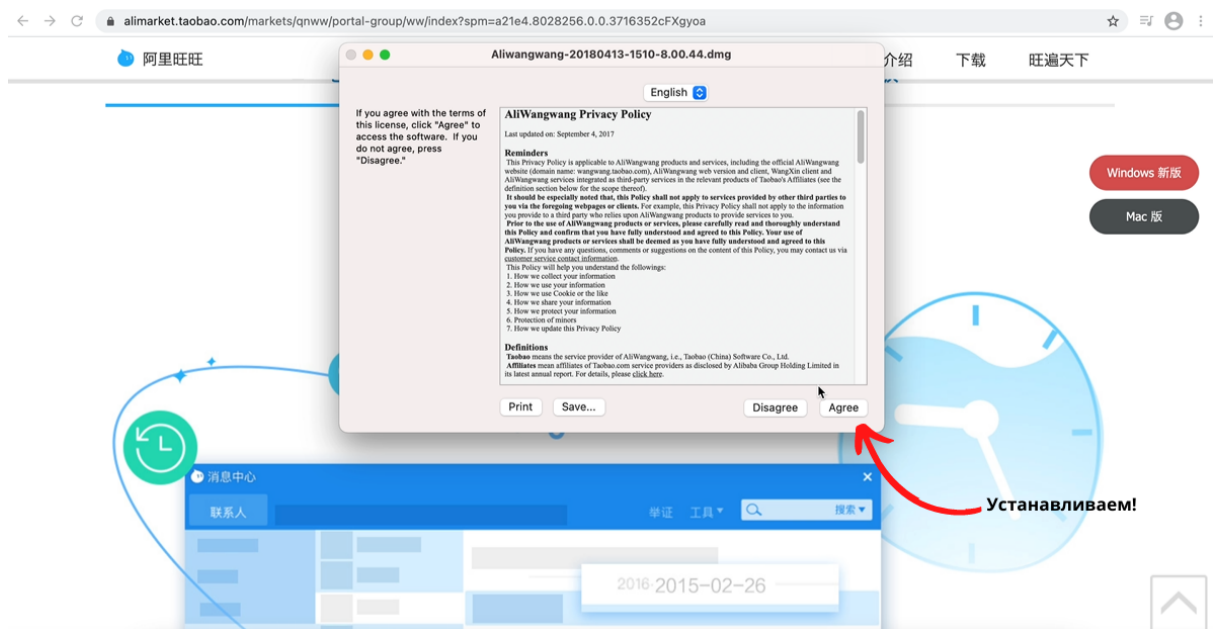 alimarket.taobao.com/markets/qnww/portal-group/ww/index?spm=a21e4.8028256.0.0.3716352cFXgyoa
阿里旺旺
介绍
下载
旺遍天下
Aliwangwang-20180413-1510-8.00.44.dmg
English
If you agree with the terms of
this license, click "Agree" to
access the software. If you
do not agree, press
"Disagree."
AliWangwang Privacy Policy
Last updated on: September 4, 2017
Reminders
This Privacy Policy is applicable to AliWangwang products and services, including the official AliWangwang
website (domain name: wangwang.taobao.com), AliWangwang web version and client, WangXin client and
AliWangwang services integrated as third-party services in the relevant products of Taobao's Affiliates (see the
definition section below for the scope thereof).
It should be especially noted that, this Policy shall not apply to services provided by other third parties to
you via the foregoing webpages or clients. For example, this Privacy Policy shall not apply to the information
you provide to a third party who relies upon AliWangwang products to provide services to you.
Prior to the use of AliWangwang products or services, please carefully read and thoroughly understand
this Policy and confirm that you have fully understood and agreed to this Policy. Your use of
AliWangwang products or services shall be deemed as you have fully understood and agreed to this
Policy. If you have any questions, comments or suggestions on the content of this Policy, you may contact us via
customer service contact information.
This Policy will help you understand the followings:
1. How we collect your information
2. How we use your information
3. How we use Cookie or the like
4. How we share your information
5. How we protect your information
6. Protection of minors
7. How we update this Privacy Policy
Definitions
Taobao means the service provider of AliWangwang, i.e., Taobao (China) Software Co., Ltd.
Affiliates mean affiliates of Taobao.com service providers as disclosed by Alibaba Group Holding Limited in
its latest annual report. For details, please click here.
Print
Save...
Disagree
Agree
Windows 新版
Mac 版
Устанавливаем!
消息中心
联系人
举证
工具
搜索
2016-2015-02-26